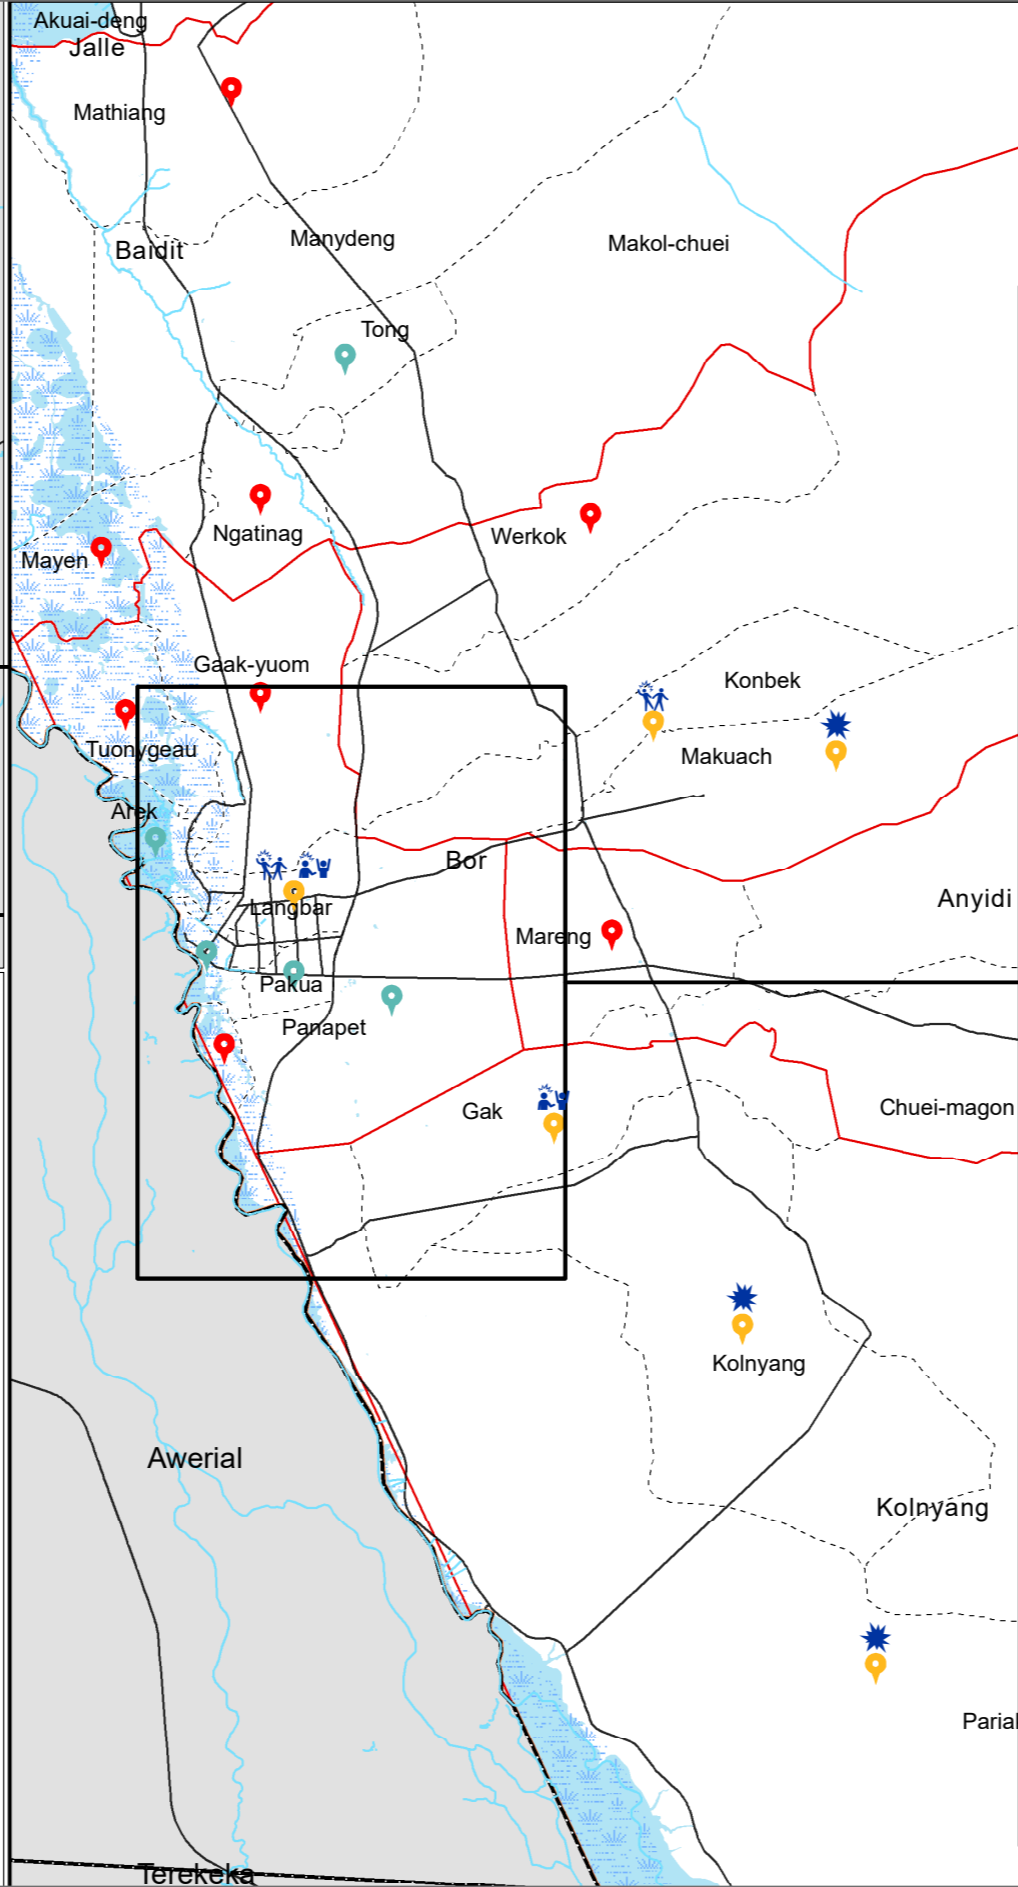 Akuai-deng
Jalle
Mathiang
Manydeng
Makol-chuei
Baidit
Tong
Ngatinag
Werkok
Mayen
Gaak-yuom
Konbek
Tuonygeau
Makuach
Arek
Bor
Anyidi
Langbar
Mareng
Pakua
Panapet
Gak
Chuei-magon
Kolnyang
Awerial
Kolnyang
Terekeka